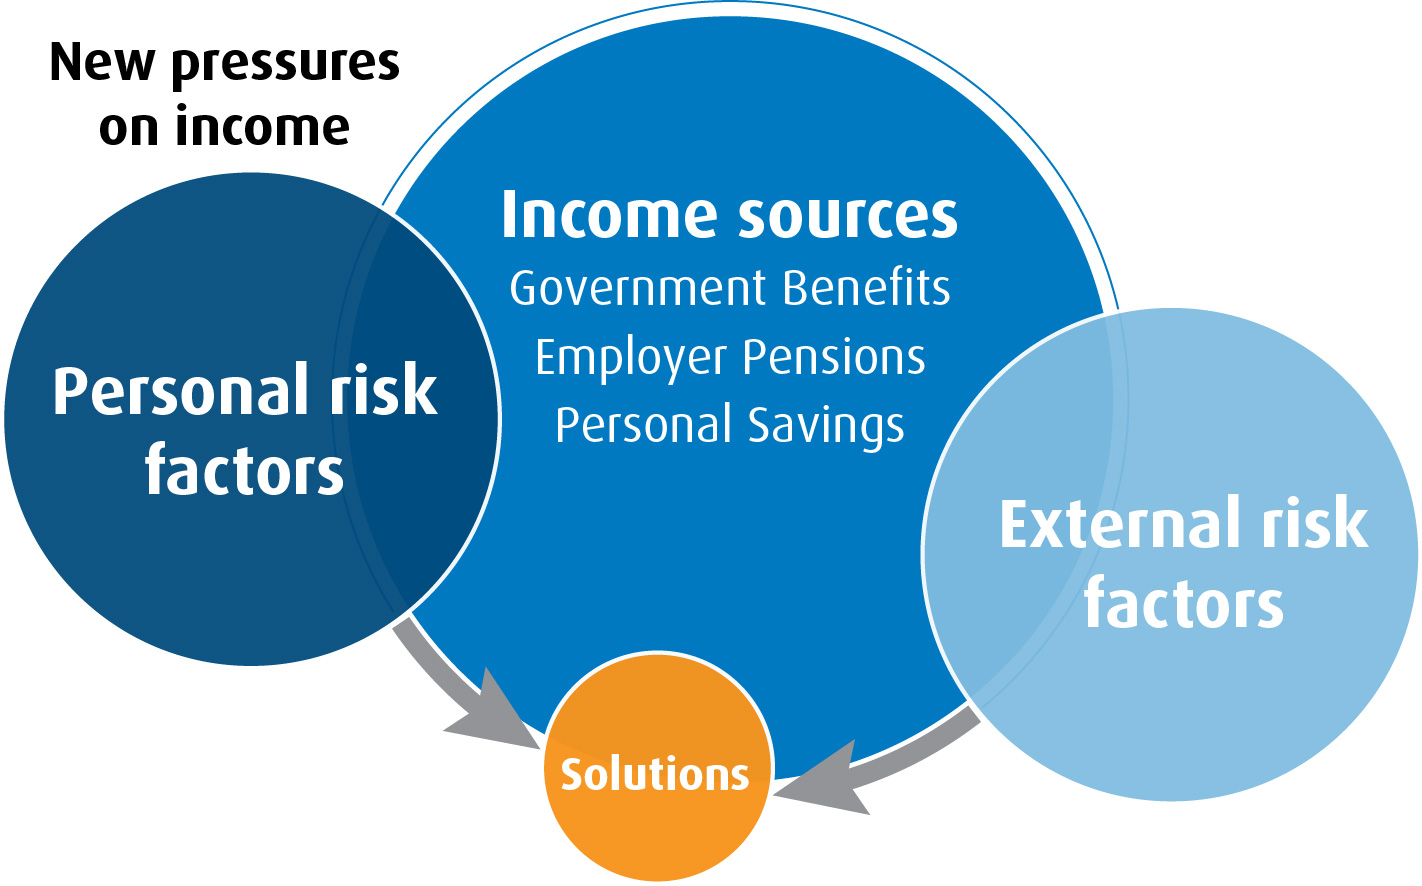 New pressures
on income
Income sources
Government Benefits
Employer Pensions
Personal Savings
Personal risk
factors
External risk
factors
Solutions